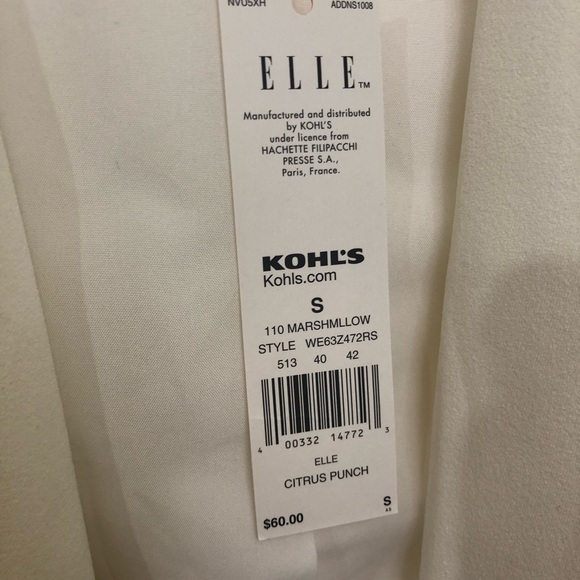 NVU5XH ADDNS1008
ELLE™
Manufactured and distributed
by KOHL'S
under licence from
HACHETTE FILIPACCHI
PRESSE S.A.,
Paris, France.
KOHL'S
Kohls.com
S
110 MARSHMLLOW
STYLE WE63Z472RS
513 40 42
4 00332 14772 3
ELLE
CITRUS PUNCH
S
$60.00